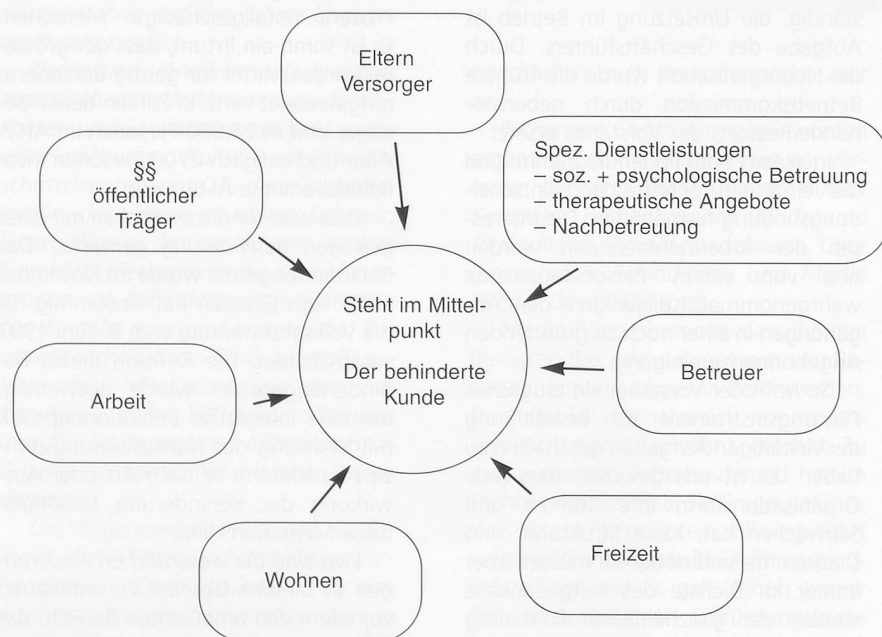 Eltern
Versorger
§§
öffentlicher
Träger
Spez. Dienstleistungen
– soz. + psychologische Betreuung
– therapeutische Angebote
– Nachbetreuung
Steht im Mittel-
punkt
Der behinderte
Kunde
Arbeit
Betreuer
Wohnen
Freizeit